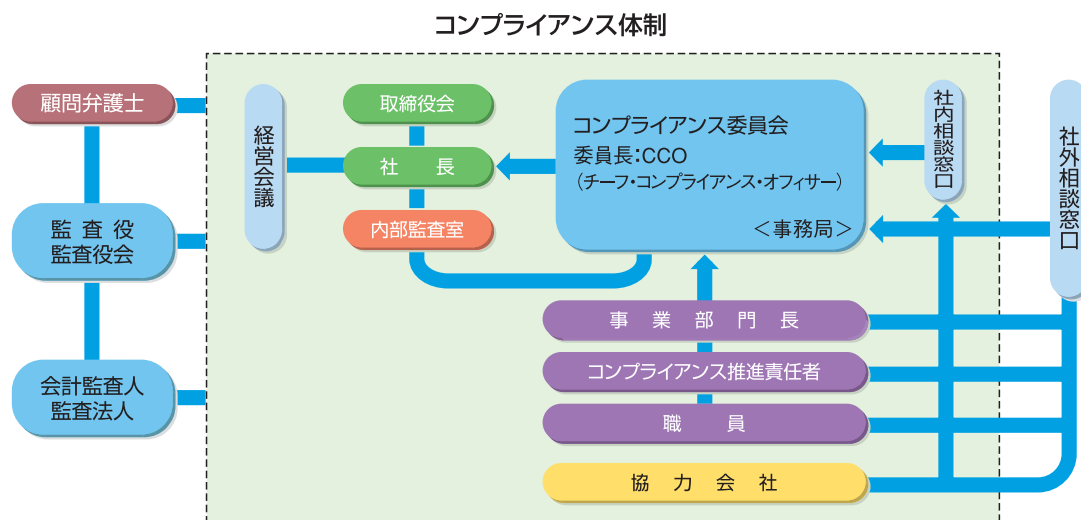 コンプライアンス体制
顧問弁護士
監査役
監査役会
会計監査人
監査法人
経営会議
取締役会
社長
内部監査室
コンプライアンス委員会
委員長:CCO
（チーフ・コンプライアンス・オフィサー）
＜事務局＞
社内相談窓口
社外相談窓口
事業部門長
コンプライアンス推進責任者
職員
協力会社